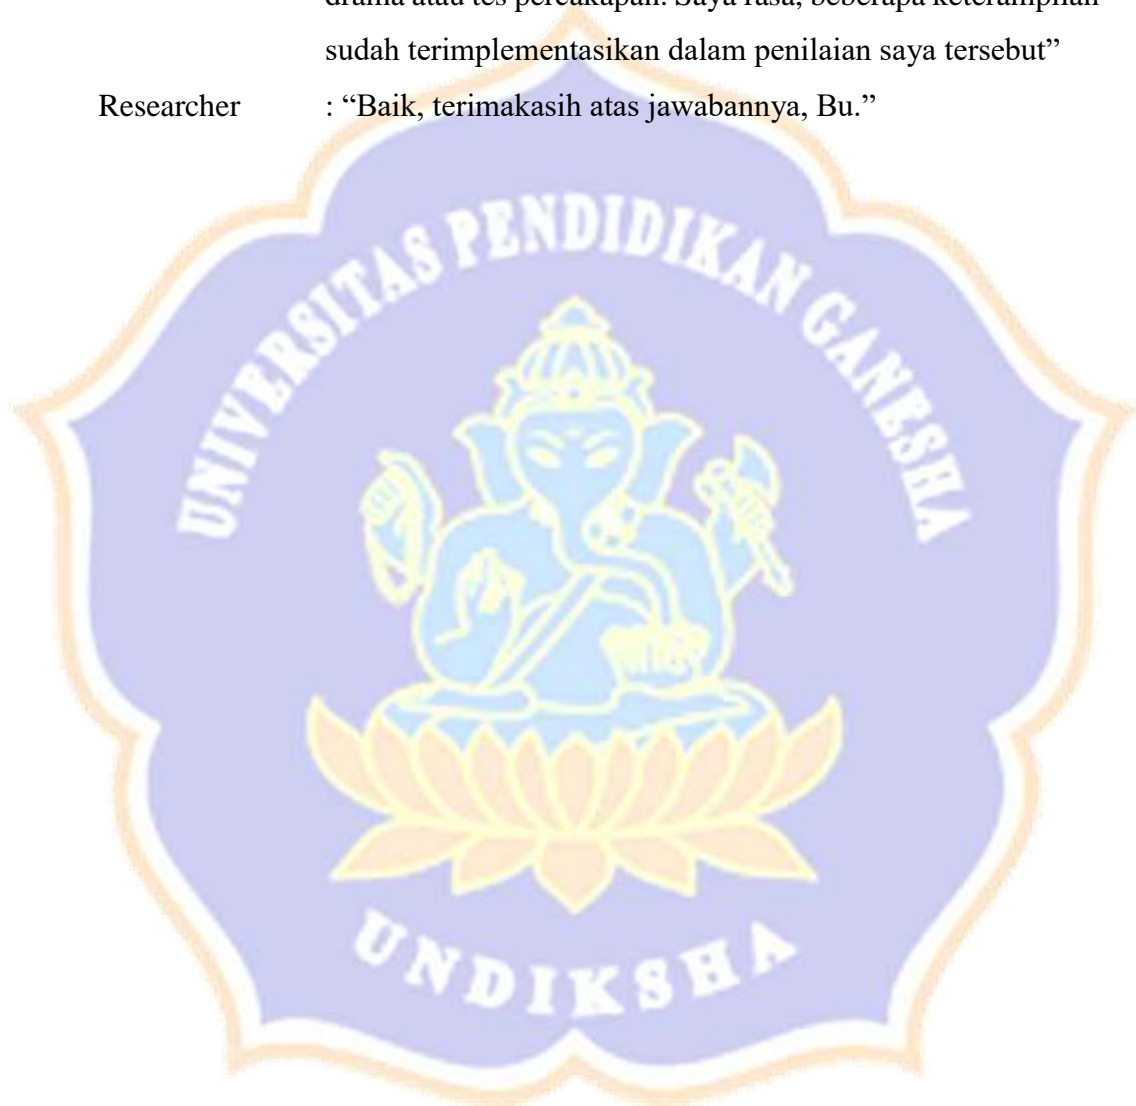 drama atau tes percakapan. Saya rasa, beberapa keterampilan
sudah terimplementasikan dalam penilaian saya tersebut”
Researcher : “Baik, terimakasih atas jawabannya, Bu.”
UNIVERSITAS PENDIDIKAN GANESHA
UNDIKSHA